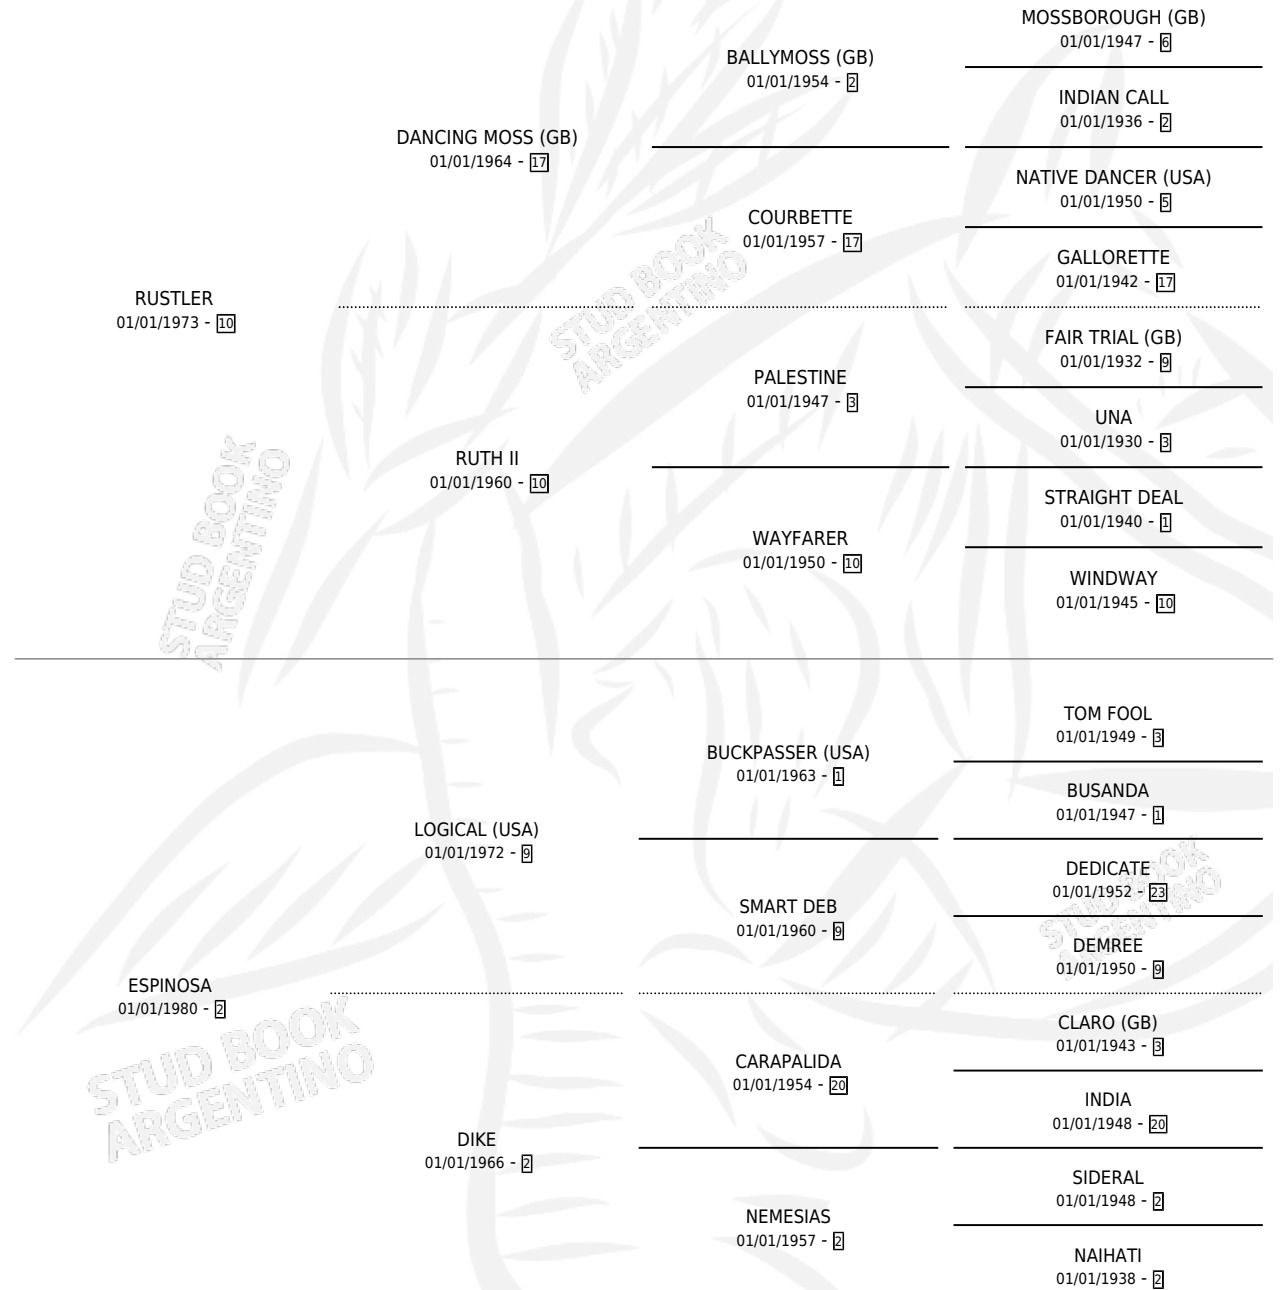 MOSSBOROUGH (GB)
01/01/1947 - 6
BALLYMOSS (GB)
01/01/1954 - 2
INDIAN CALL
01/01/1936 - 2
DANCING MOSS (GB)
01/01/1964 - 17
NATIVE DANCER (USA)
01/01/1950 - 5
COURBETTE
01/01/1957 - 17
GALLORETTE
01/01/1942 - 17
RUSTLER
01/01/1973 - 10
STUD BOOK
ARGENTINO
FAIR TRIAL (GB)
01/01/1932 - 9
PALESTINE
01/01/1947 - 3
UNA
01/01/1930 - 3
RUTH II
01/01/1960 - 10
STRAIGHT DEAL
01/01/1940 - 1
WAYFARER
01/01/1950 - 10
WINDWAY
01/01/1945 - 10
STUD BOOK
ARGENTINO
TOM FOOL
01/01/1949 - 3
BUCKPASSER (USA)
01/01/1963 - 1
BUSANDA
01/01/1947 - 1
LOGICAL (USA)
01/01/1972 - 9
DEDICATE
01/01/1952 - 23
SMART DEB
01/01/1960 - 9
DEMREE
01/01/1950 - 9
STUD BOOK
ARGENTINO
ESPINOSA
01/01/1980 - 2
CLARO (GB)
01/01/1943 - 3
CARAPALIDA
01/01/1954 - 20
INDIA
01/01/1948 - 20
STUD BOOK
ARGENTINO
DIKE
01/01/1966 - 2
SIDERAL
01/01/1948 - 2
NEMESIAS
01/01/1957 - 2
NAIHATI
01/01/1938 - 2